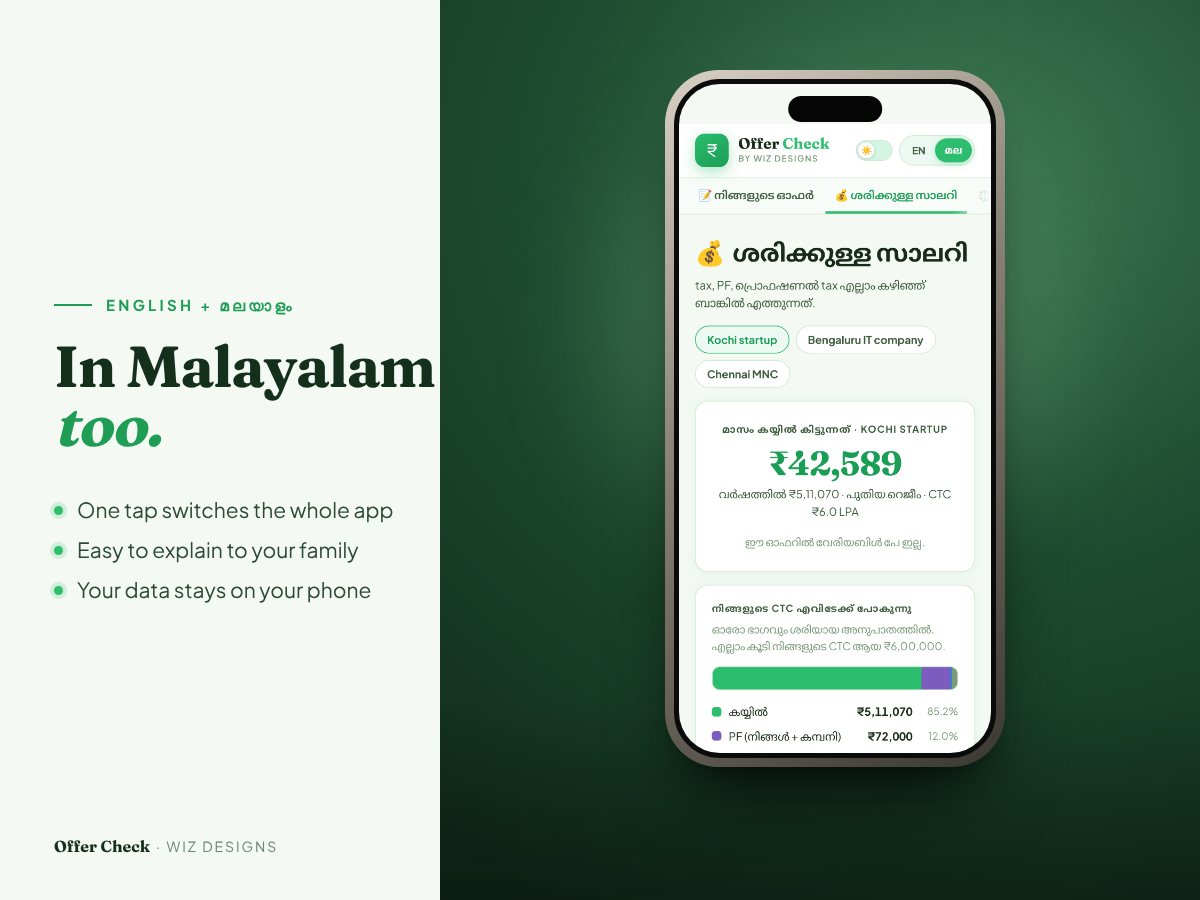 ENGLISH + മലയാളം
In Malayalam
too.
One tap switches the whole app
Easy to explain to your family
Your data stays on your phone
Offer Check · WIZ DESIGNS
₹
Offer Check
BY WIZ DESIGNS
EN
മല
📝 നിങ്ങളുടെ ഓഫർ
💰 ശരിക്കുള്ള സാലറി
💰 ശരിക്കുള്ള സാലറി
tax, PF, പ്രൊഫഷണൽ tax എല്ലാം കഴിഞ്ഞ്
ബാങ്കിൽ എത്തുന്നത്.
Kochi startup
Bengaluru IT company
Chennai MNC
മാസം കയ്യിൽ കിട്ടുന്നത് · KOCHI STARTUP
₹42,589
വർഷത്തിൽ ₹5,11,070 · പുതിയ റെജീം · CTC
₹6.0 LPA
ഈ ഓഫറിൽ വേരിയബിൾ പേ ഇല്ല.
നിങ്ങളുടെ CTC എവിടേക്ക് പോകുന്നു
ഓരോ ഭാഗവും ശരിയായ അനുപാതത്തിൽ.
എല്ലാം കൂടി നിങ്ങളുടെ CTC ആയ ₹6,00,000.
കയ്യിൽ ₹5,11,070 85.2%
PF (നിങ്ങൾ + കമ്പനി) ₹72,000 12.0%